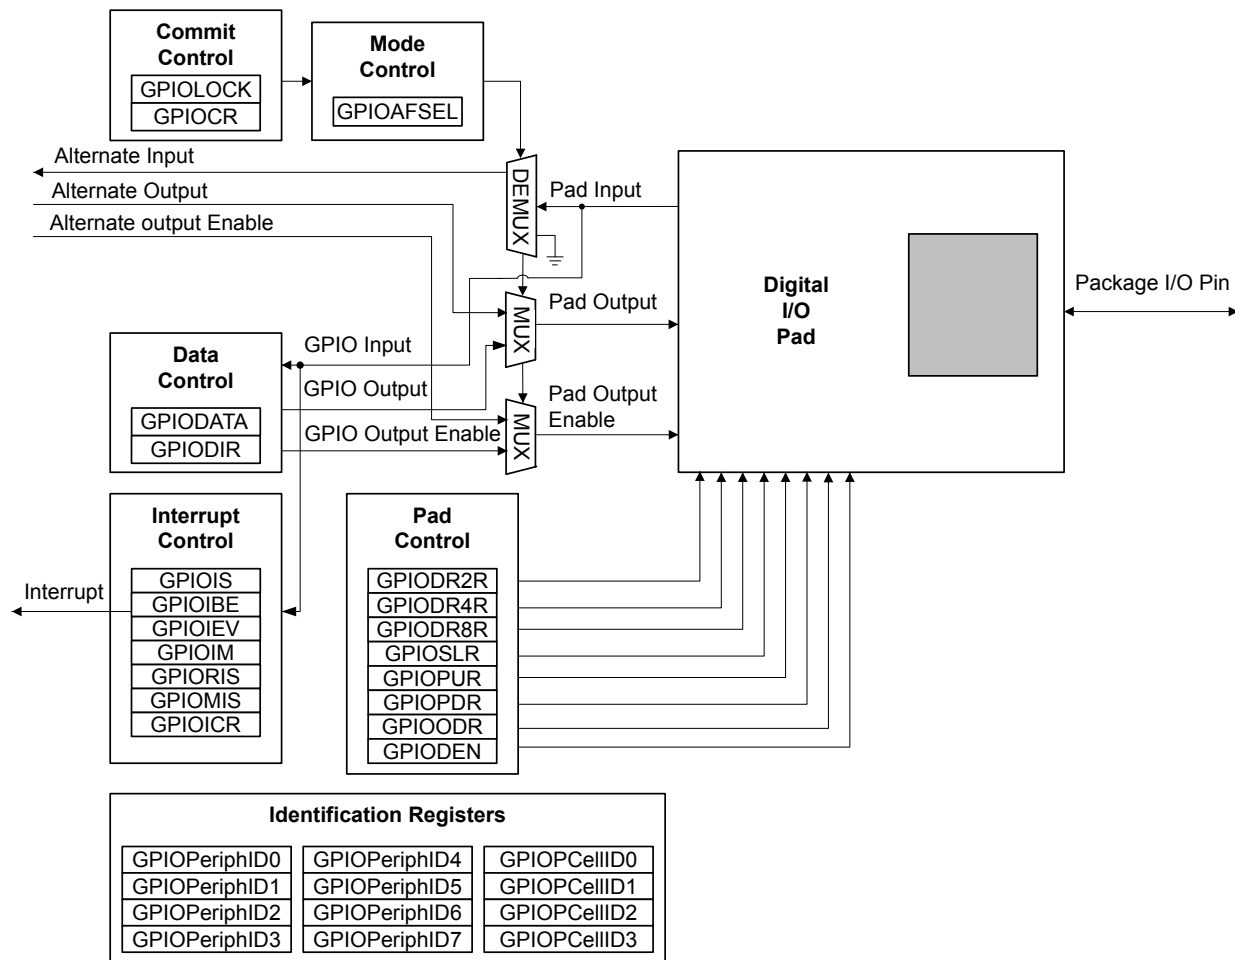 Commit
Control
GPIOLOCK
GPIOCR
Mode
Control
GPIOAFSEL
Alternate Input
Alternate Output
Alternate output Enable
DEMUX
Pad Input
Digital
I/O
Pad
Package I/O Pin
MUX
Pad Output
Data
Control
GPIODATA
GPIODIR
GPIO Input
GPIO Output
GPIO Output Enable
MUX
Pad Output
Enable
Interrupt
Control
GPIOIS
GPIOIBE
GPIOIEV
GPIOIM
GPIORIS
GPIOMIS
GPIOICR
Interrupt
Pad
Control
GPIODR2R
GPIODR4R
GPIODR8R
GPIOSLR
GPIOPUR
GPIOPDR
GPIOODR
GPIODEN
Identification Registers
GPIOPeriphID0
GPIOPeriphID1
GPIOPeriphID2
GPIOPeriphID3
GPIOPeriphID4
GPIOPeriphID5
GPIOPeriphID6
GPIOPeriphID7
GPIOPCellID0
GPIOPCellID1
GPIOPCellID2
GPIOPCellID3